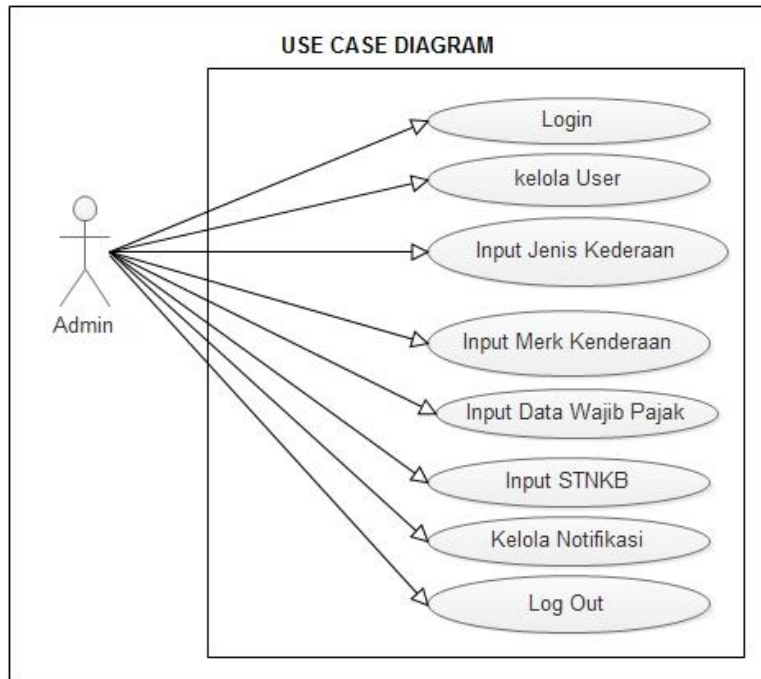 USE CASE DIAGRAM
Login
kelola User
Input Jenis Kederaan
Admin
Input Merk Kenderaan
Input Data Wajib Pajak
Input STNKB
Kelola Notifikasi
Log Out